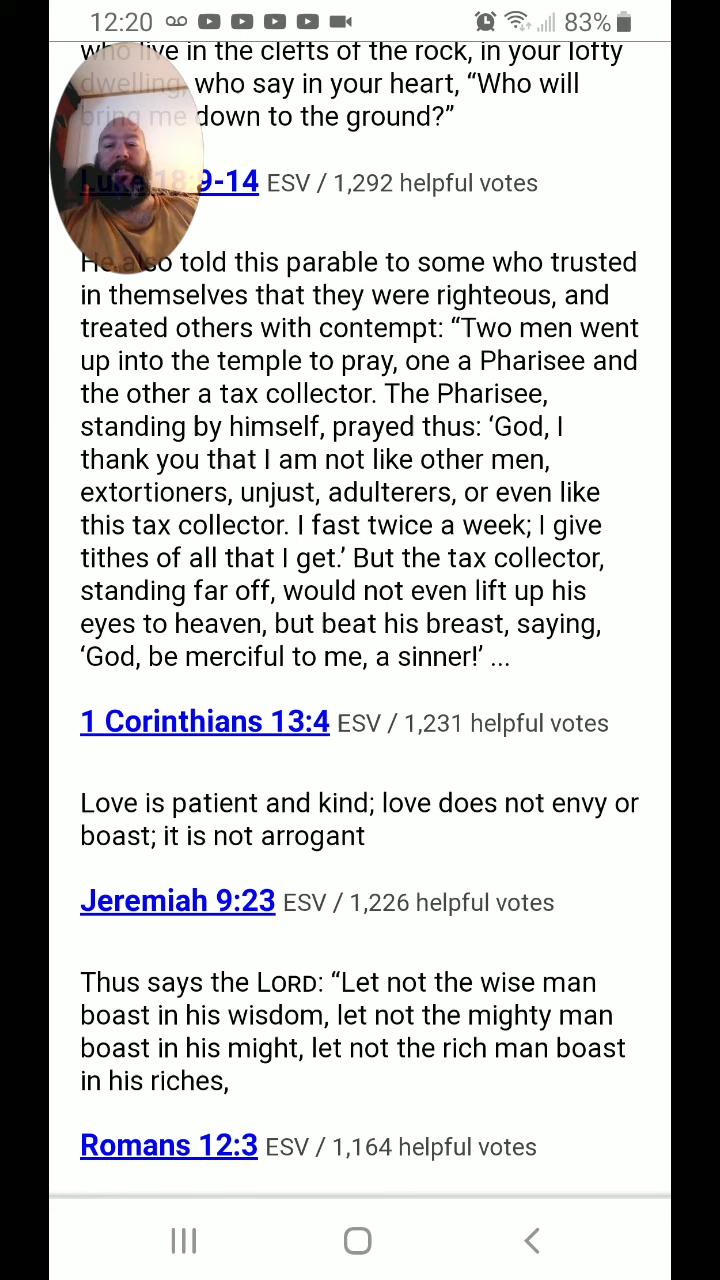 12:20 83%
who live in the clefts of the rock, in your lofty
dwelling, who say in your heart, “Who will
bring me down to the ground?”
Luke 18:9-14 ESV / 1,292 helpful votes
He also told this parable to some who trusted
in themselves that they were righteous, and
treated others with contempt: “Two men went
up into the temple to pray, one a Pharisee and
the other a tax collector. The Pharisee,
standing by himself, prayed thus: ‘God, I
thank you that I am not like other men,
extortioners, unjust, adulterers, or even like
this tax collector. I fast twice a week; I give
tithes of all that I get.’ But the tax collector,
standing far off, would not even lift up his
eyes to heaven, but beat his breast, saying,
‘God, be merciful to me, a sinner!’ ...
1 Corinthians 13:4 ESV / 1,231 helpful votes
Love is patient and kind; love does not envy or
boast; it is not arrogant
Jeremiah 9:23 ESV / 1,226 helpful votes
Thus says the LORD: “Let not the wise man
boast in his wisdom, let not the mighty man
boast in his might, let not the rich man boast
in his riches,
Romans 12:3 ESV / 1,164 helpful votes